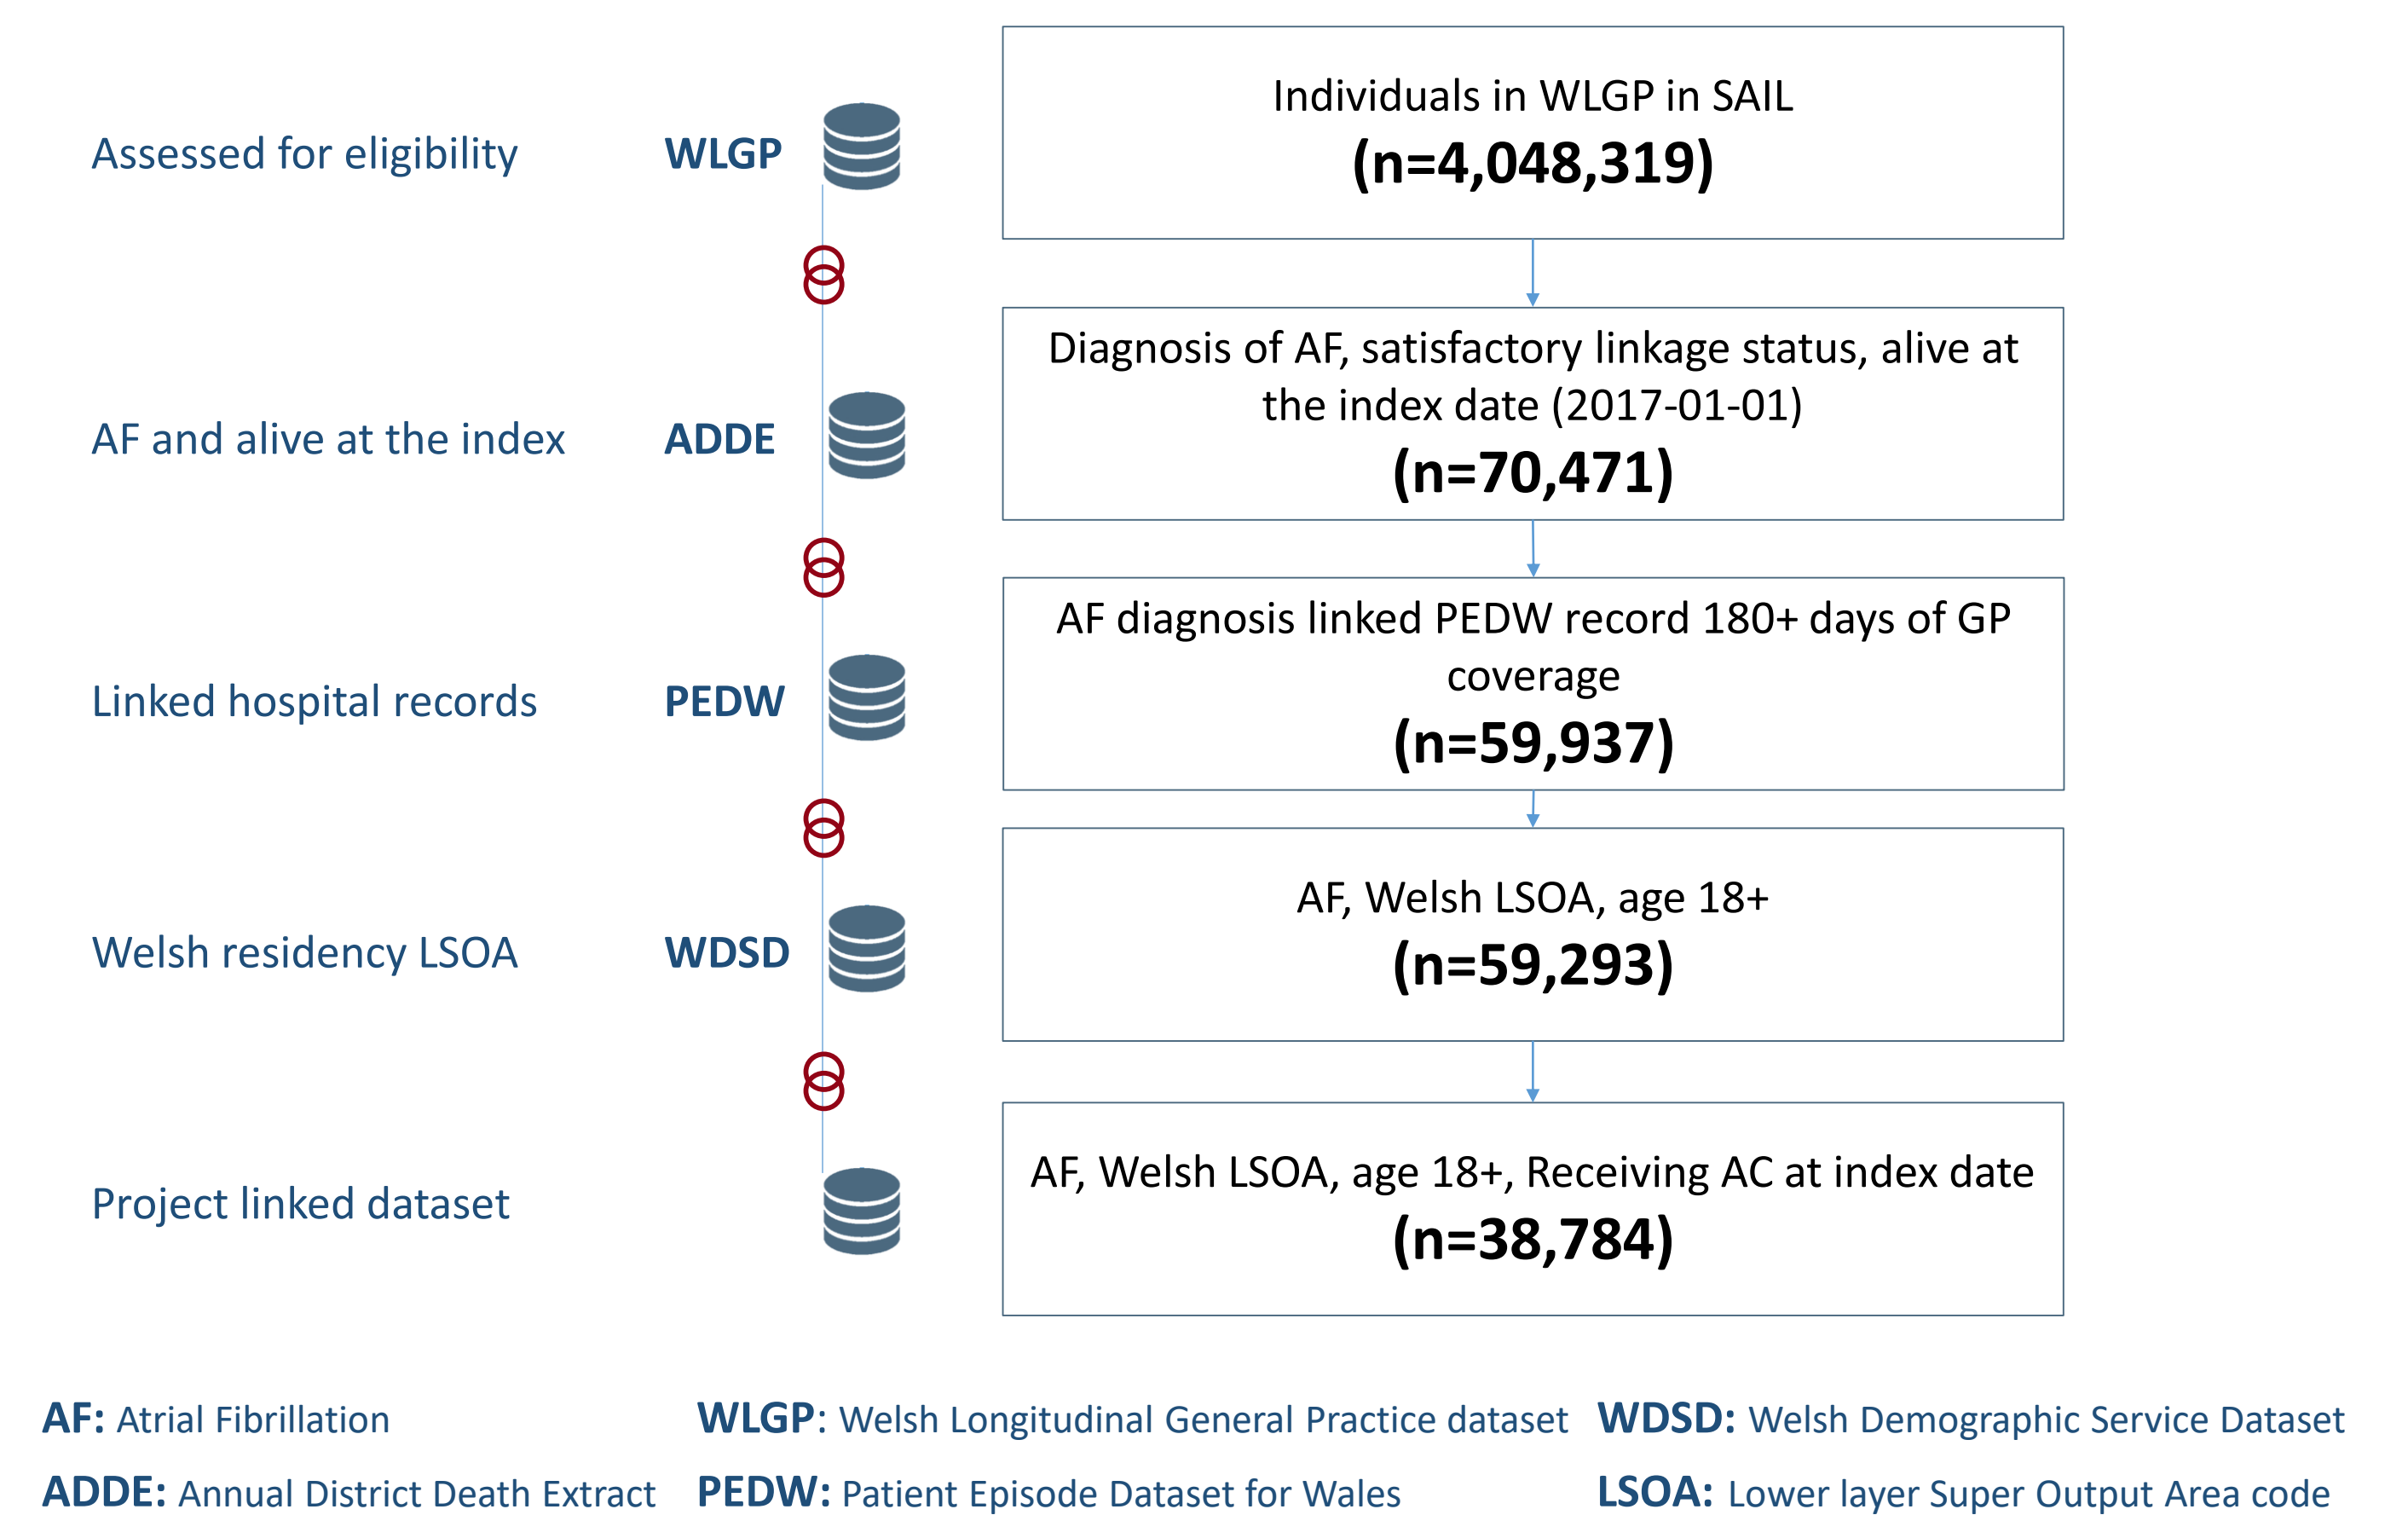 Individuals in WLGP in SAIL
(n=4,048,319)
Assessed for eligibility
WLGP
Diagnosis of AF, satisfactory linkage status, alive at
the index date (2017-01-01)
(n=70,471)
AF and alive at the index
ADDE
AF diagnosis linked PEDW record 180+ days of GP
coverage
(n=59,937)
Linked hospital records
PEDW
AF, Welsh LSOA, age 18+
(n=59,293)
Welsh residency LSOA
WDSD
AF, Welsh LSOA, age 18+, Receiving AC at index date
(n=38,784)
Project linked dataset
AF: Atrial Fibrillation
WLGP: Welsh Longitudinal General Practice dataset
WDSD: Welsh Demographic Service Dataset
ADDE: Annual District Death Extract
PEDW: Patient Episode Dataset for Wales
LSOA: Lower layer Super Output Area code